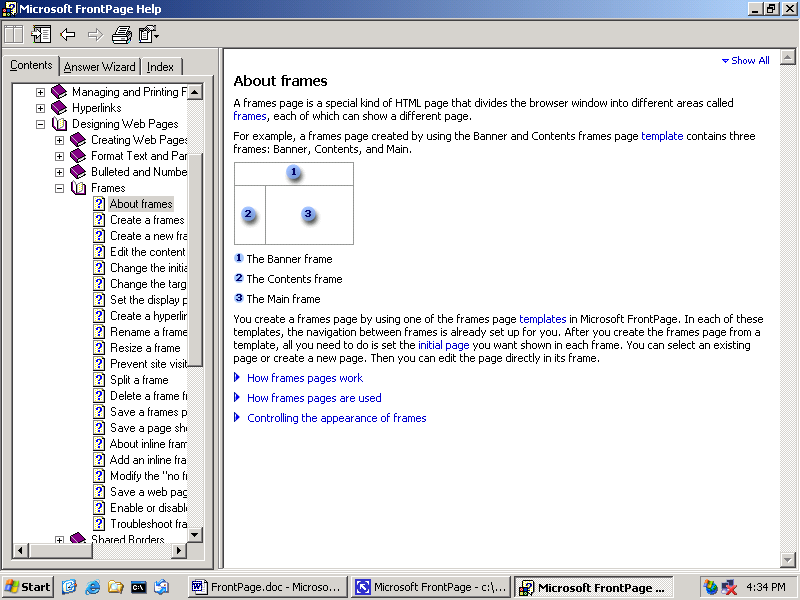 Microsoft FrontPage Help
Contents
Answer Wizard
Index
Managing and Printing F
Hyperlinks
Designing Web Pages
Creating Web Pages
Format Text and Par
Bulleted and Numbe
Frames
About frames
Create a frames
Create a new fra
Edit the content
Change the initia
Change the targ
Set the display p
Create a hyperlin
Rename a frame
Resize a frame
Prevent site visit
Split a frame
Delete a frame f
Save a frames p
Save a page sho
About inline fram
Add an inline fra
Modify the "no f
Save a web pag
Enable or disabl
Troubleshoot fra
Shared Borders
Show All
About frames
A frames page is a special kind of HTML page that divides the browser window into different areas called
frames, each of which can show a different page.
For example, a frames page created by using the Banner and Contents frames page template contains three
frames: Banner, Contents, and Main.
1
2 3
1 The Banner frame
2 The Contents frame
3 The Main frame
You create a frames page by using one of the frames page templates in Microsoft FrontPage. In each of these
templates, the navigation between frames is already set up for you. After you create the frames page from a
template, all you need to do is set the initial page you want shown in each frame. You can select an existing
page or create a new page. Then you can edit the page directly in its frame.
How frames pages work
How frames pages are used
Controlling the appearance of frames
Start
FrontPage.doc - Microso...
Microsoft FrontPage - c:\...
Microsoft FrontPage ...
4:34 PM